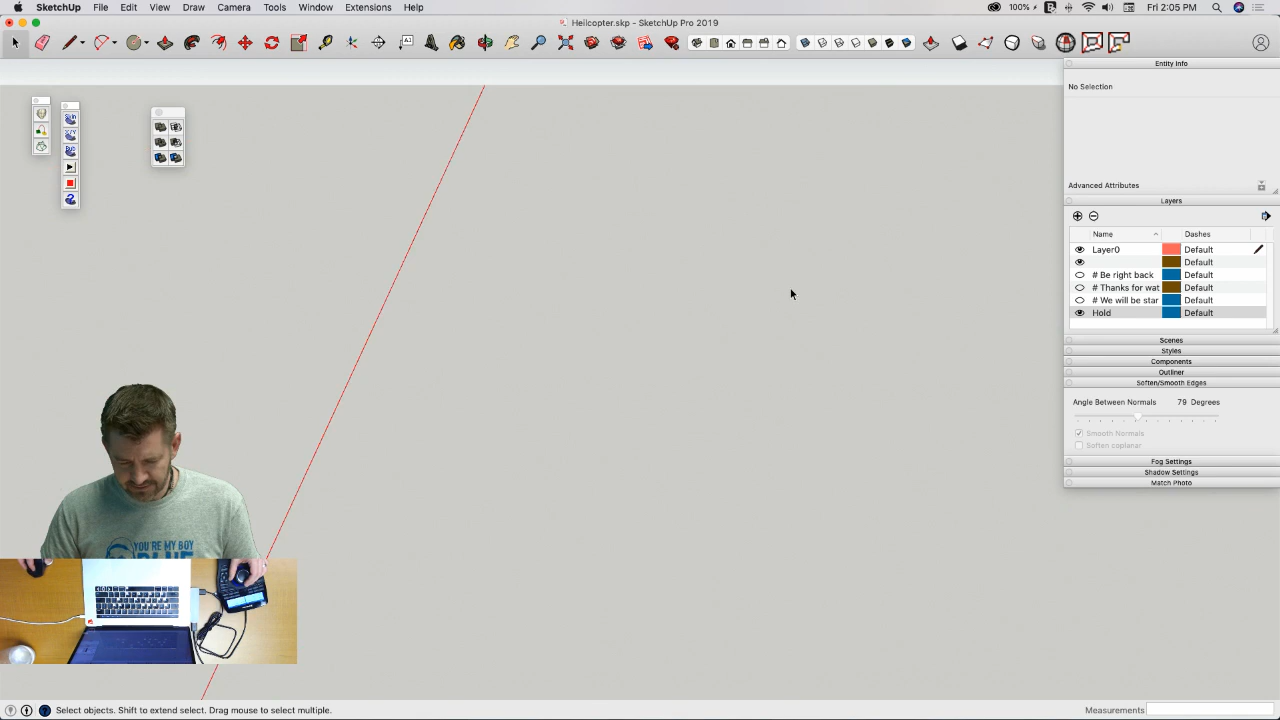 SketchUp File Edit View Draw Camera Tools Window Extensions Help 100% Fri 2:05 PM
Heilcopter.skp - SketchUp Pro 2019
Entity Info
No Selection
Advanced Attributes
Layers
Name Dashes
Layer0 Default
Default
# Be right back Default
# Thanks for wat Default
# We will be star Default
Hold Default
Scenes
Styles
Components
Outliner
Soften/Smooth Edges
Angle Between Normals 79 Degrees
Smooth Normals
Soften coplanar
Fog Settings
Shadow Settings
Match Photo
YOU'RE MY BOY
Select objects. Shift to extend select. Drag mouse to select multiple.
Measurements